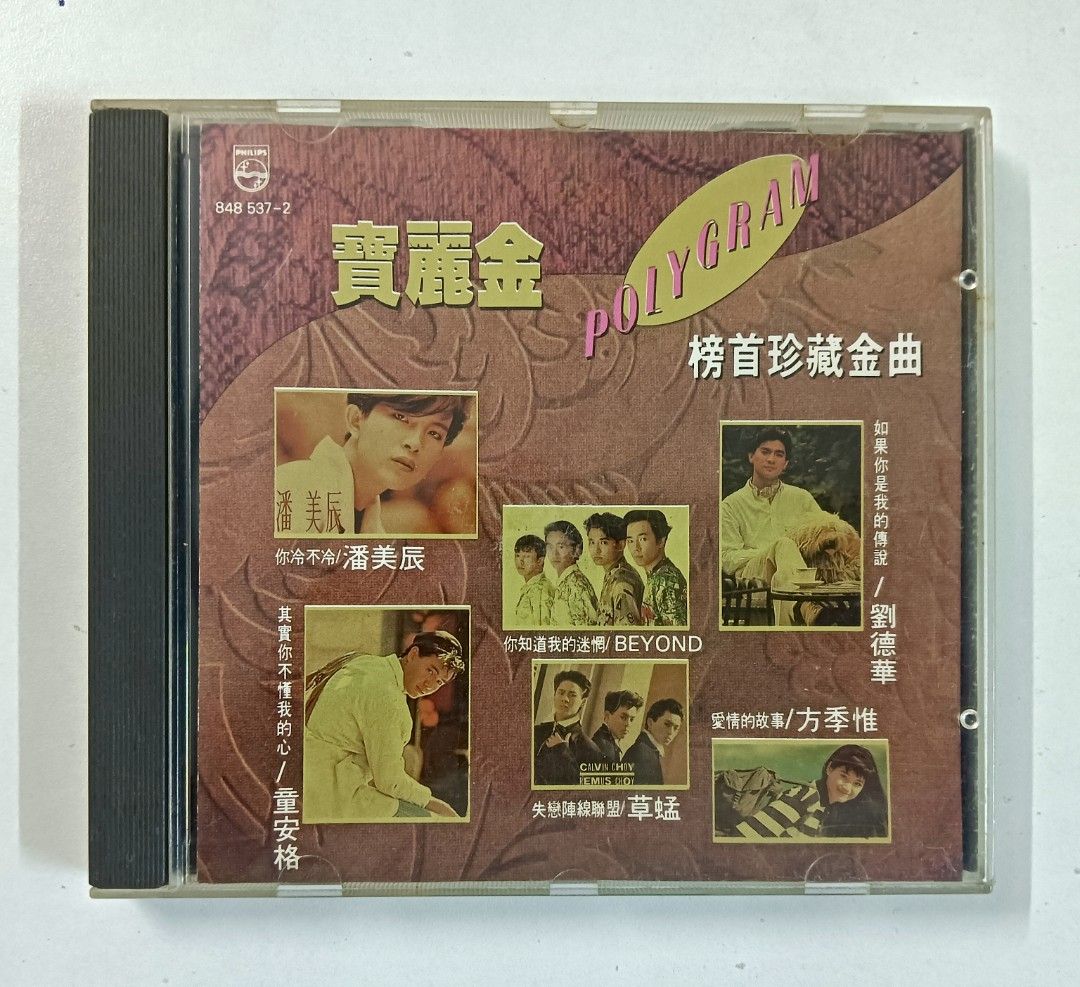 PHILIPS
848 537-2
寶麗金
POLYGRAM
榜首珍藏金曲
潘美辰
你冷不冷/潘美辰
如果你是我的傳說/劉德華
你知道我的迷惘/BEYOND
其實你不懂我的心/童安格
CALVIN CHOY
REMUS CHOY
失戀陣線聯盟/草蜢
愛情的故事/方季惟